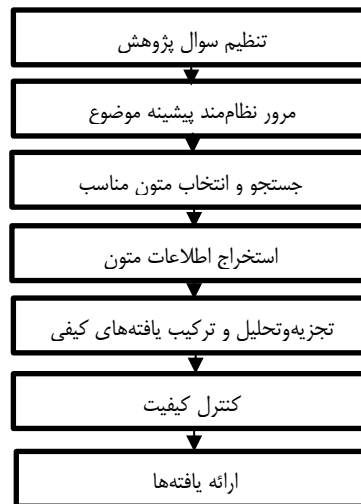 تنظیم سوال پژوهش
مرور نظام‌مند پیشینه موضوع
جستجو و انتخاب متون مناسب
استخراج اطلاعات متون
تجزیه‌وتحلیل و ترکیب یافته‌های کیفی
کنترل کیفیت
ارائه یافته‌ها